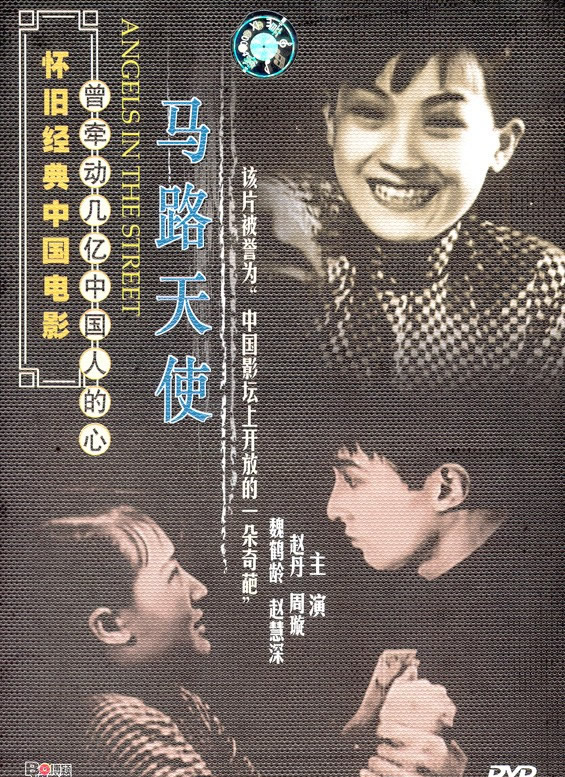 怀旧经典中国电影
曾牵动几亿中国人的心
ANGELS IN THE STREET
马路天使
该片被誉为“中国影坛上开放的一朵奇葩”
主演
赵丹 周璇
魏鹤龄 赵慧深
DVD